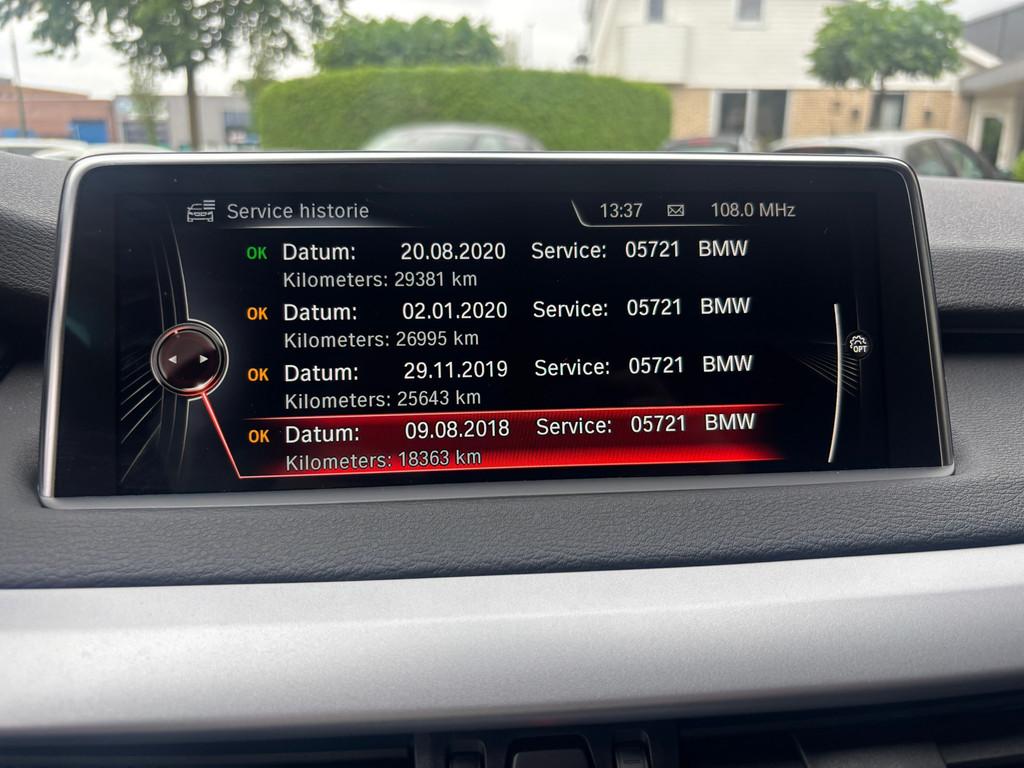 Service historie 13:37 108.0 MHz
OK Datum: 20.08.2020 Service: 05721 BMW
Kilometers: 29381 km
OK Datum: 02.01.2020 Service: 05721 BMW
Kilometers: 26995 km
OK Datum: 29.11.2019 Service: 05721 BMW
Kilometers: 25643 km
OK Datum: 09.08.2018 Service: 05721 BMW
Kilometers: 18363 km
OPT